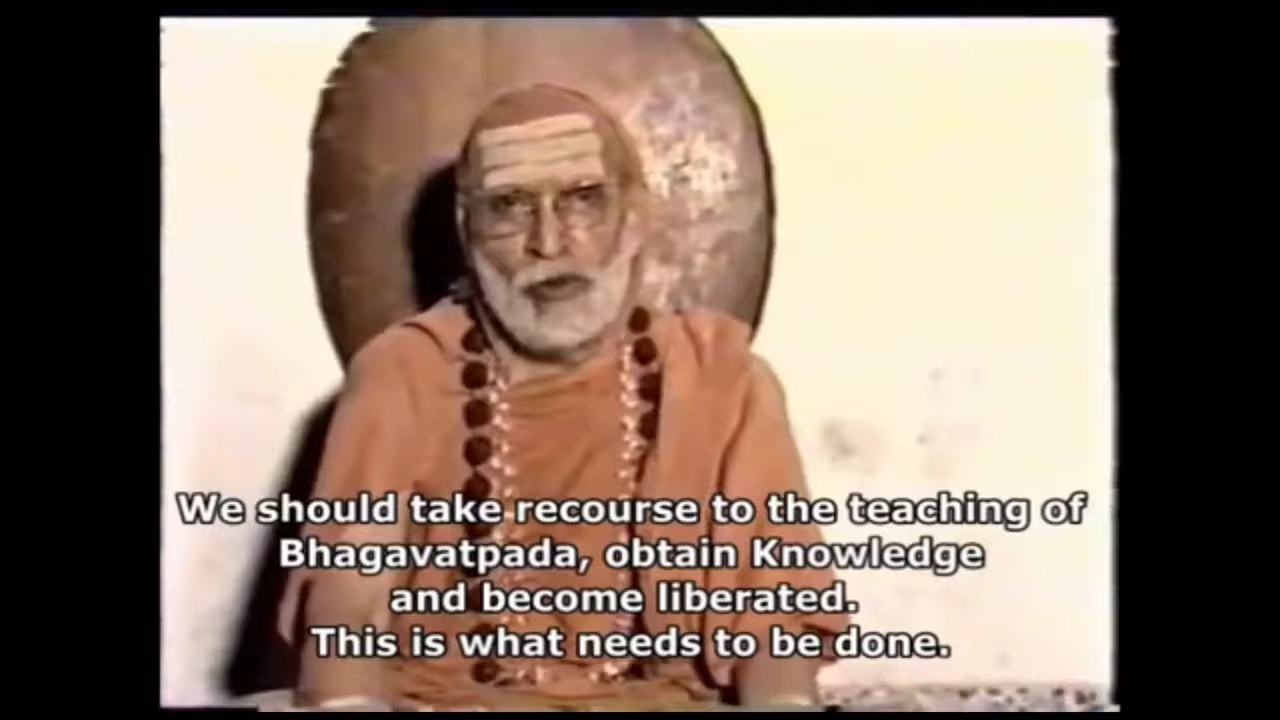 We should take recourse to the teaching of
Bhagavatpada, obtain Knowledge
and become liberated.
This is what needs to be done.